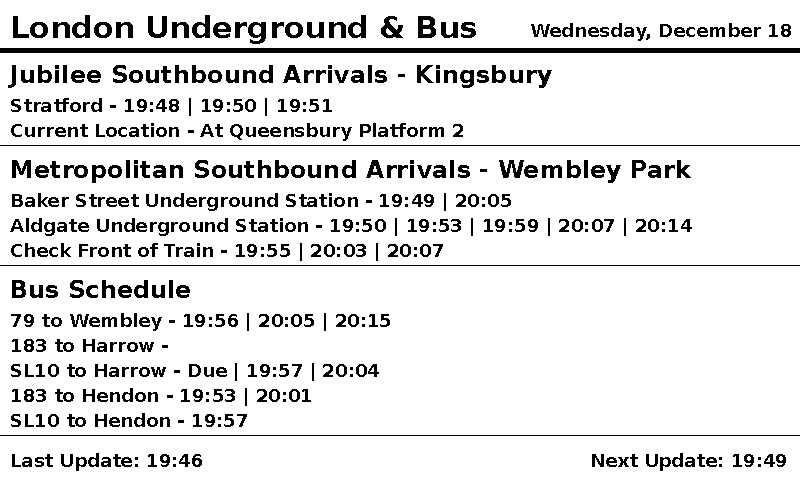 London Underground & Bus
Wednesday, December 18
Jubilee Southbound Arrivals - Kingsbury
Stratford - 19:48 | 19:50 | 19:51
Current Location - At Queensbury Platform 2
Metropolitan Southbound Arrivals - Wembley Park
Baker Street Underground Station - 19:49 | 20:05
Aldgate Underground Station - 19:50 | 19:53 | 19:59 | 20:07 | 20:14
Check Front of Train - 19:55 | 20:03 | 20:07
Bus Schedule
79 to Wembley - 19:56 | 20:05 | 20:15
183 to Harrow -
SL10 to Harrow - Due | 19:57 | 20:04
183 to Hendon - 19:53 | 20:01
SL10 to Hendon - 19:57
Last Update: 19:46
Next Update: 19:49